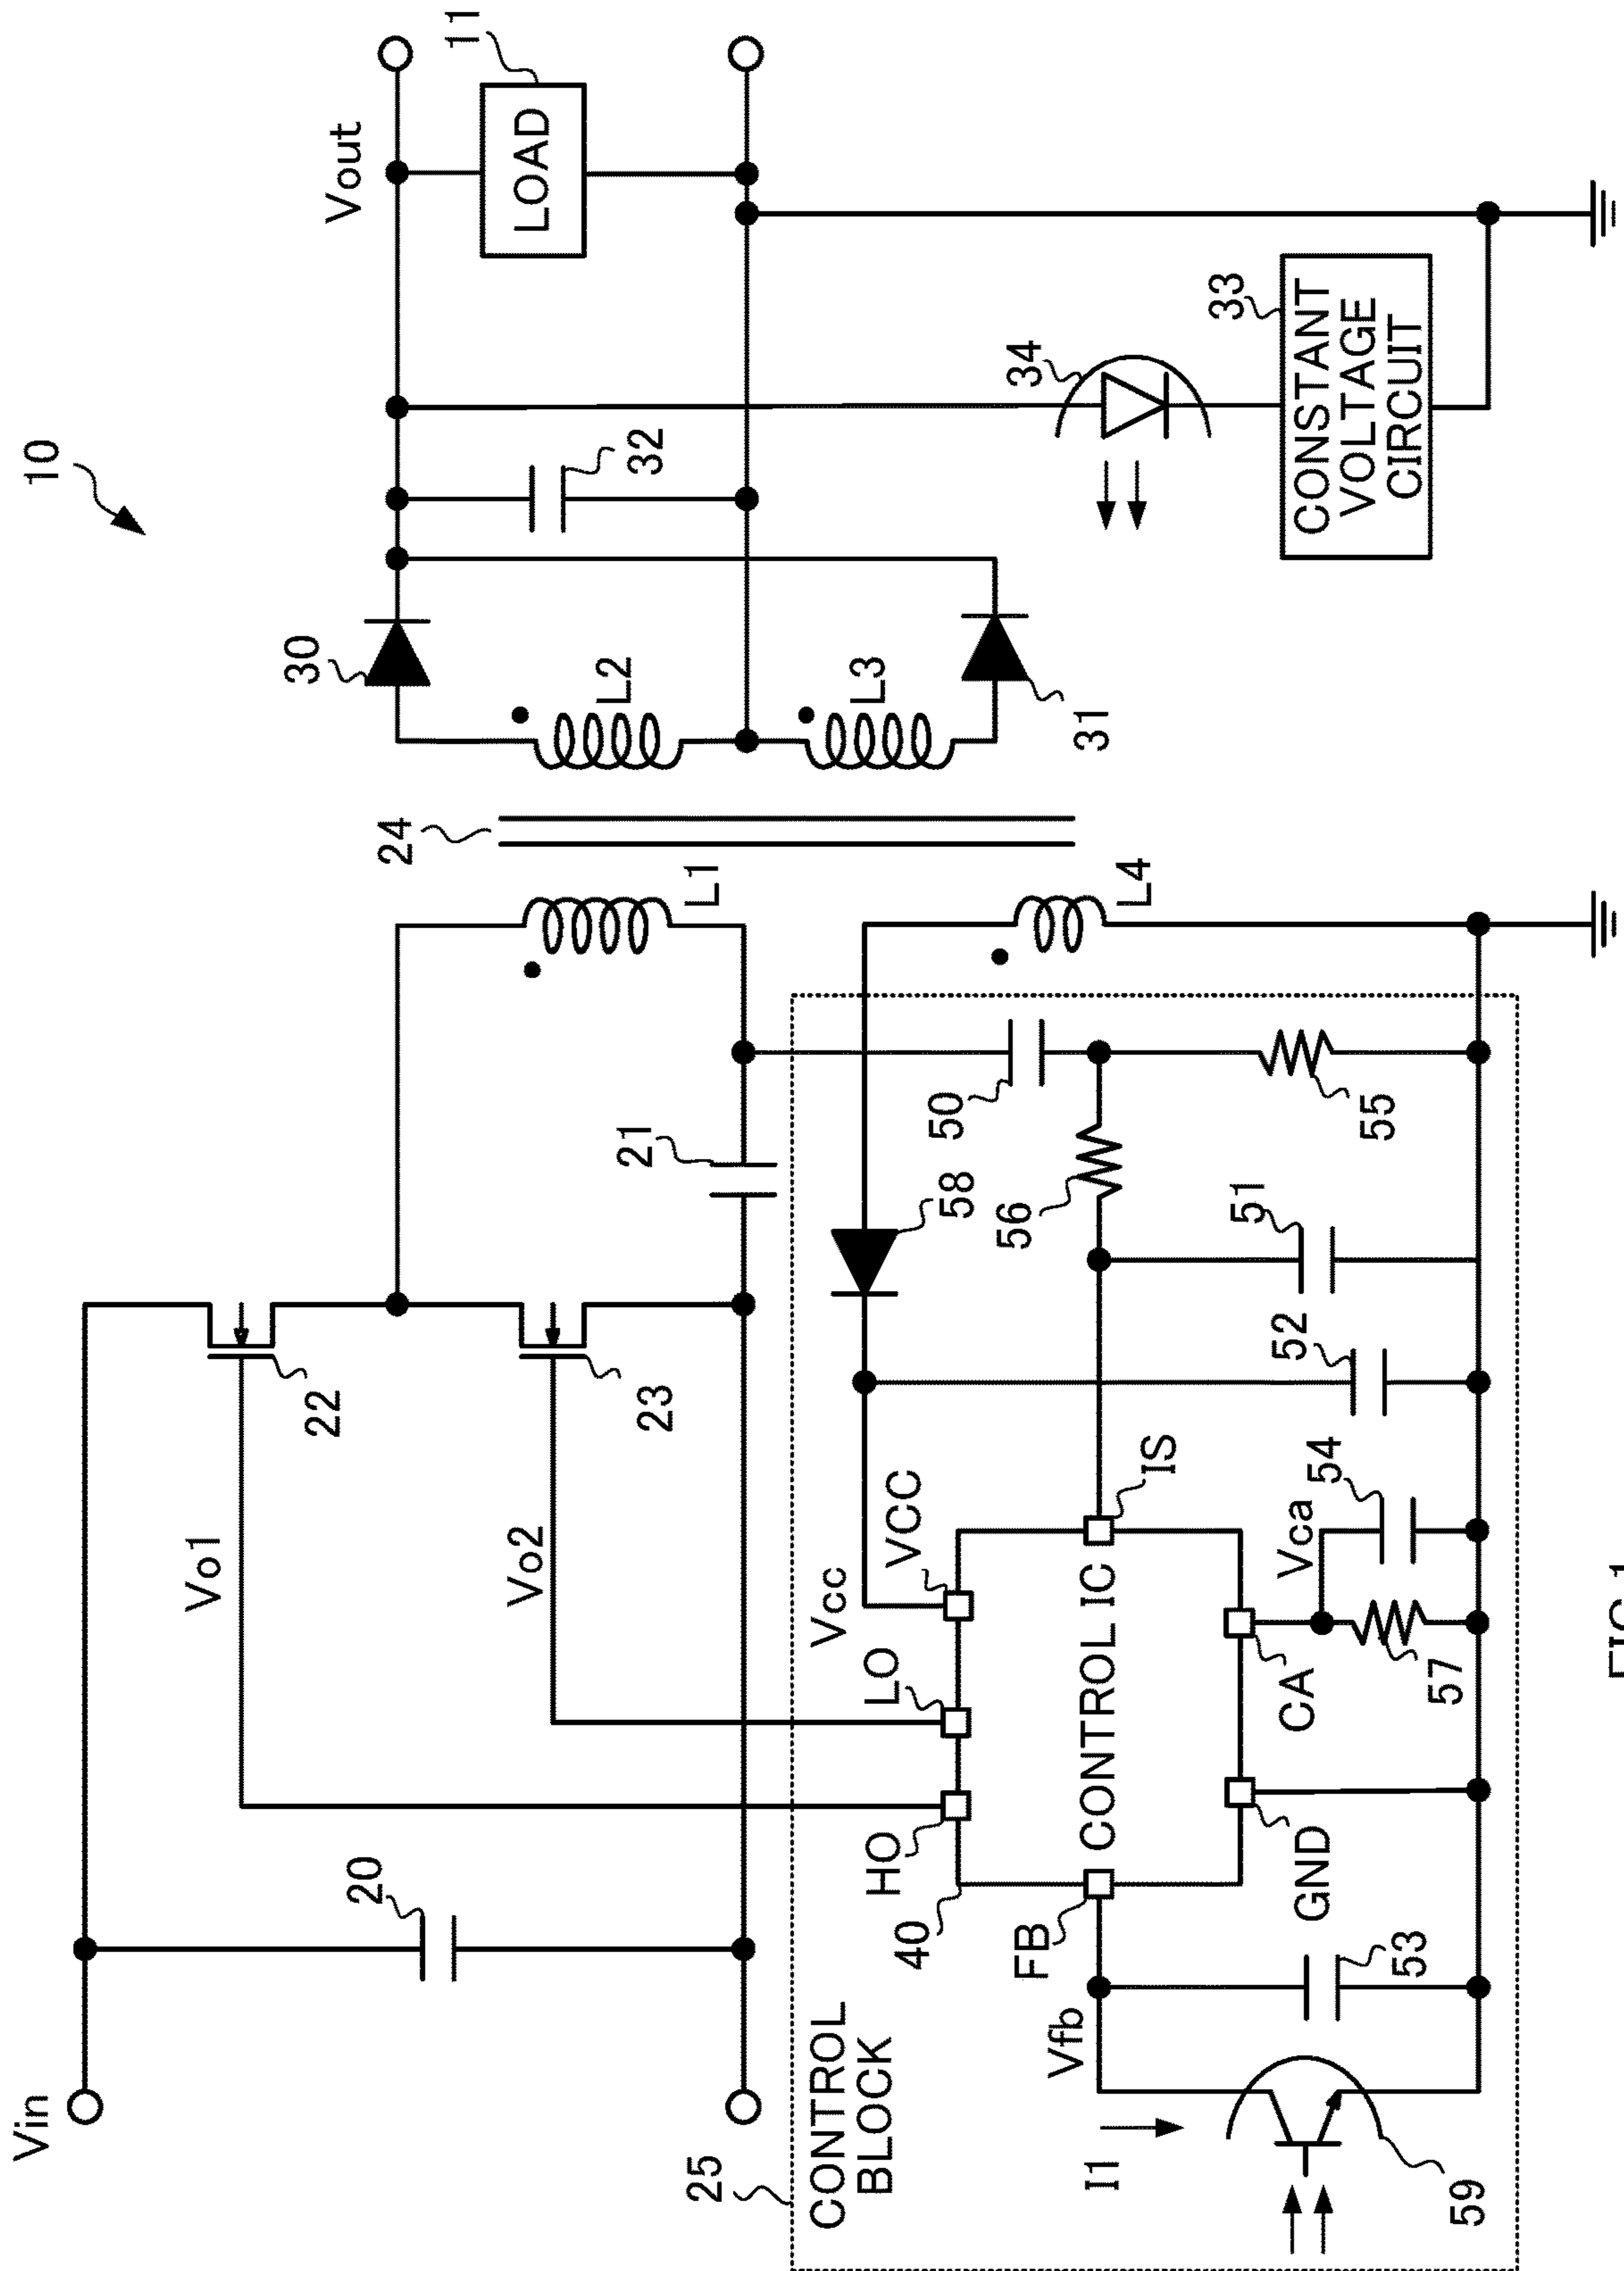 10
Vin
20
Vo1
22
Vo2
23
21
L1
24
30
L2
L3
31
32
Vout
LOAD
11
34
33
CONSTANT
VOLTAGE
CIRCUIT
25
CONTROL
BLOCK
HO
LO
Vcc
VCC
58
50
L4
40
FB
CONTROL IC
IS
56
55
51
52
54
Vca
57
CA
GND
53
Vfb
I1
59
FIG.1